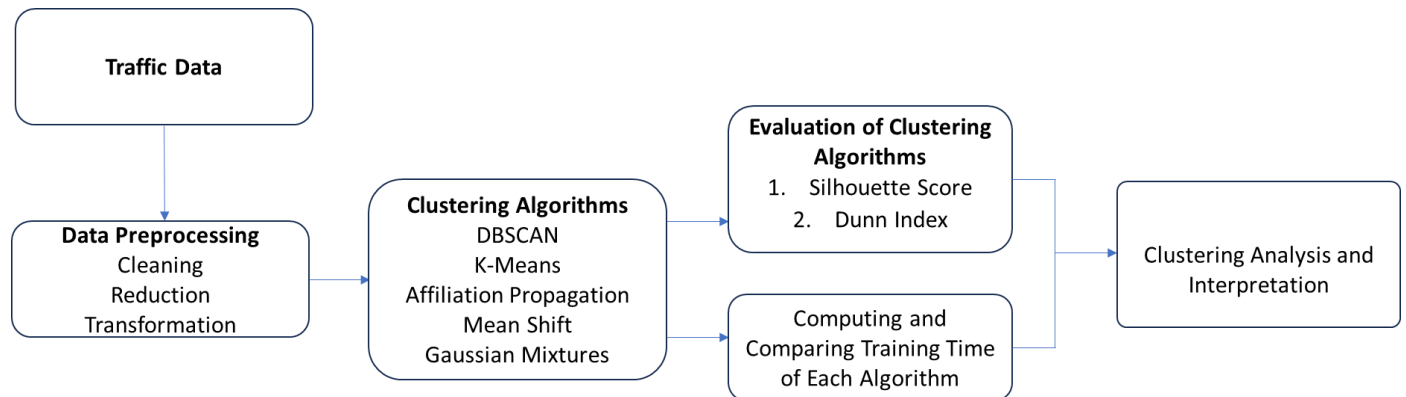 Traffic Data
Data Preprocessing
Cleaning
Reduction
Transformation
Clustering Algorithms
DBSCAN
K-Means
Affiliation Propagation
Mean Shift
Gaussian Mixtures
Evaluation of Clustering
Algorithms
1. Silhouette Score
2. Dunn Index
Computing and
Comparing Training Time
of Each Algorithm
Clustering Analysis and
Interpretation